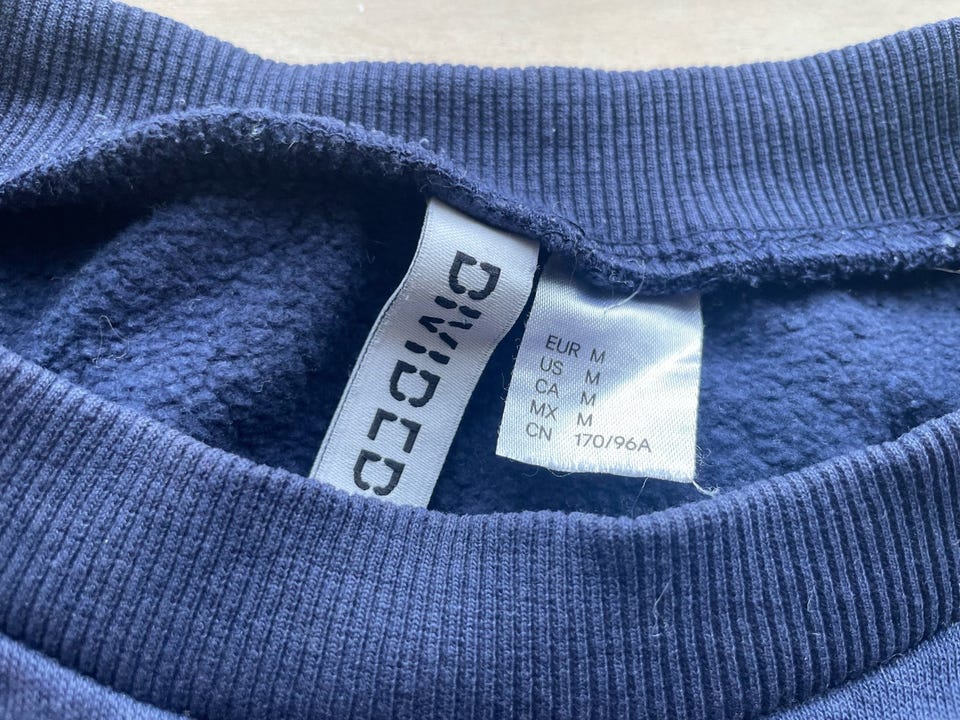 DIVIDED
EUR M
US M
CA M
MX M
CN 170/96A